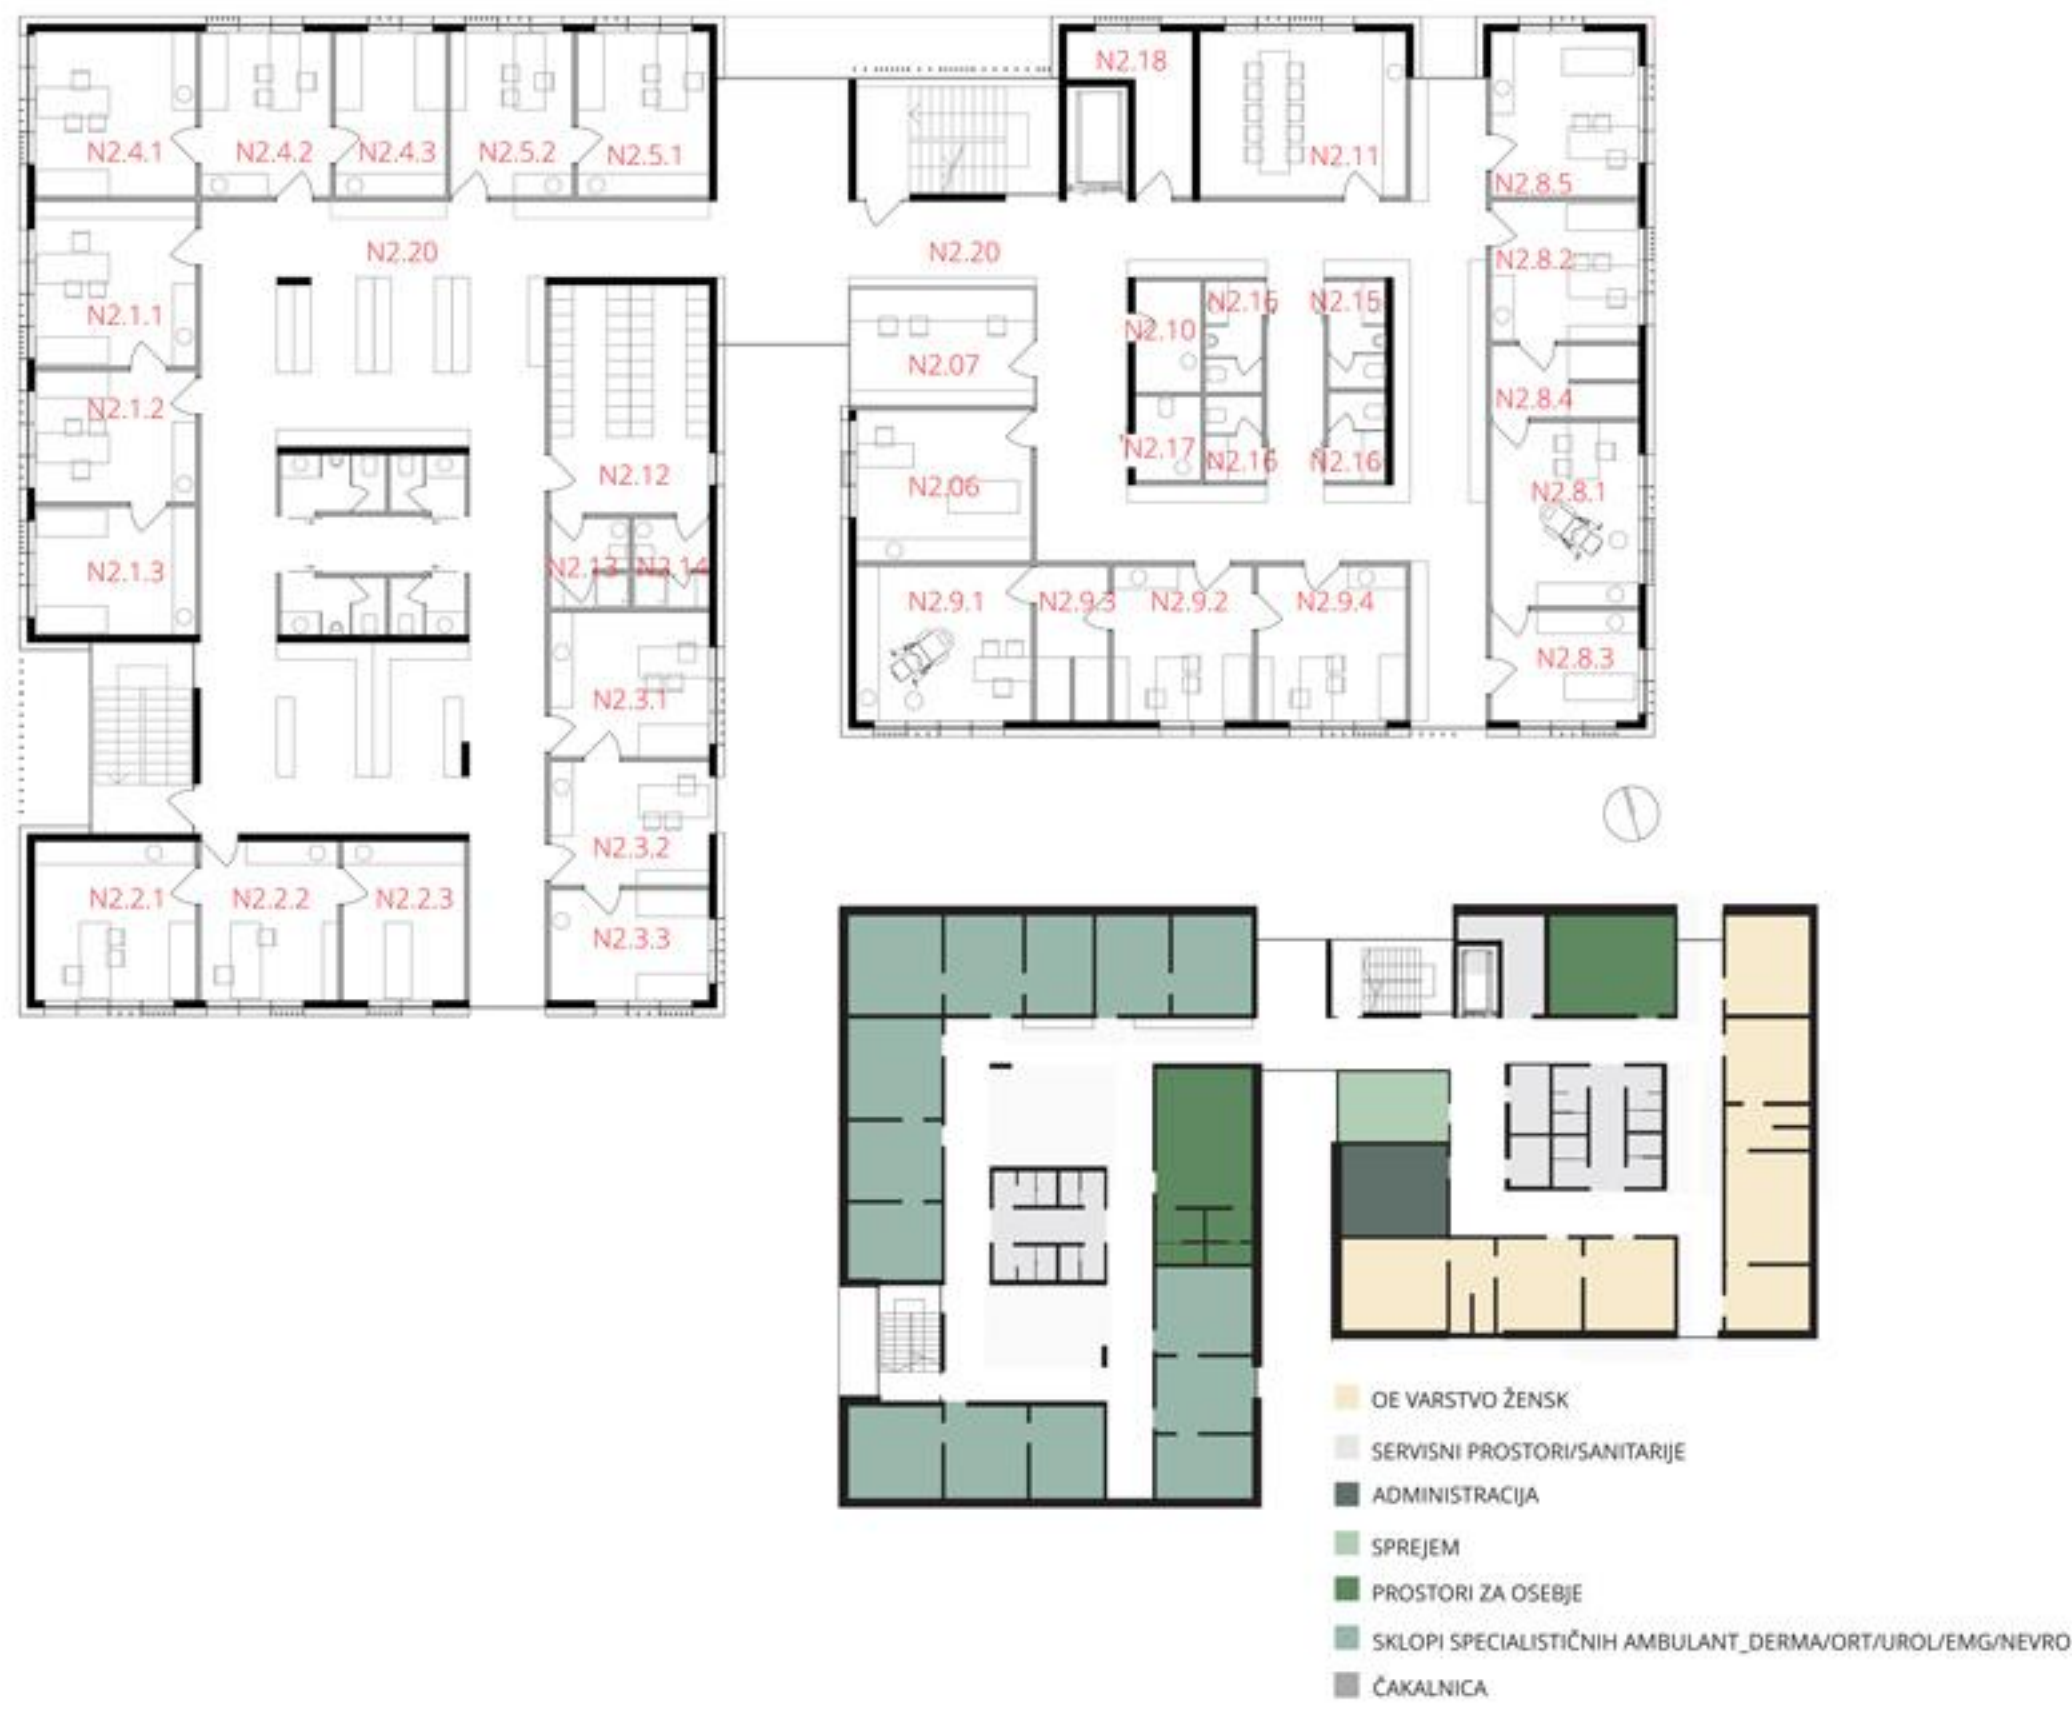 N2.18
N2.4.1
N2.4.2
N2.4.3
N2.5.2
N2.5.1
N2.11
N2.8.5
N2.20
N2.20
N2.8.2
N2.1.1
N2.16
N2.15
N2.10
N2.07
N2.1.2
N2.8.4
N2.17
N2.16
N2.16
N2.12
N2.06
N2.8.1
N2.1.3
N2.13
N2.14
N2.9.1
N2.9.3
N2.9.2
N2.9.4
N2.8.3
N2.3.1
N2.3.2
N2.2.1
N2.2.2
N2.2.3
N2.3.3
OE VARSTVO ŽENSK
SERVISNI PROSTORI/SANITARIJE
ADMINISTRACIJA
SPREJEM
PROSTORI ZA OSEBJE
SKLOPI SPECIALISTIČNIH AMBULANT_DERMA/ORT/UROL/EMG/NEVRO
ČAKALNICA